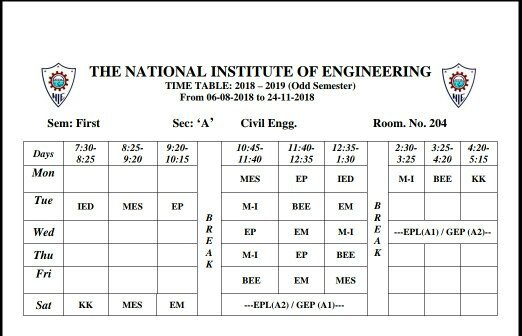 THE NATIONAL INSTITUTE OF ENGINEERING
TIME TABLE: 2018 – 2019 (Odd Semester)
From 06-08-2018 to 24-11-2018
Sem: First Sec: ‘A’ Civil Engg. Room. No. 204
Days 7:30-8:25 8:25-9:20 9:20-10:15 BREAK 10:45-11:40 11:40-12:35 12:35-1:30 BREAK 2:30-3:25 3:25-4:20 4:20-5:15
Mon MES EP IED M-I BEE KK
Tue IED MES EP M-I BEE EM
Wed EP EM M-I ---EPL(A1) / GEP (A2)--
Thu M-I EP BEE
Fri BEE EM MES
Sat KK MES EM ---EPL(A2) / GEP (A1)---